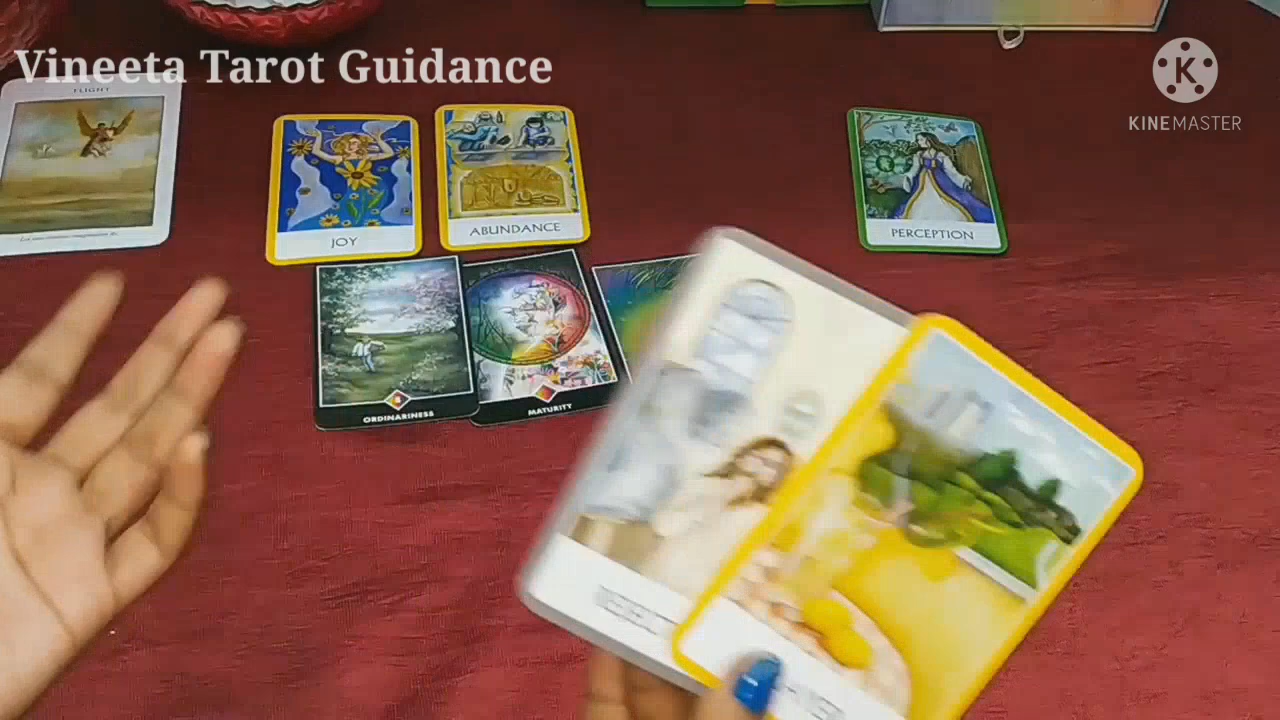 Vineeta Tarot Guidance
KINEMASTER
FLIGHT
JOY
ABUNDANCE
PERCEPTION
ORDINARINESS
MATURITY